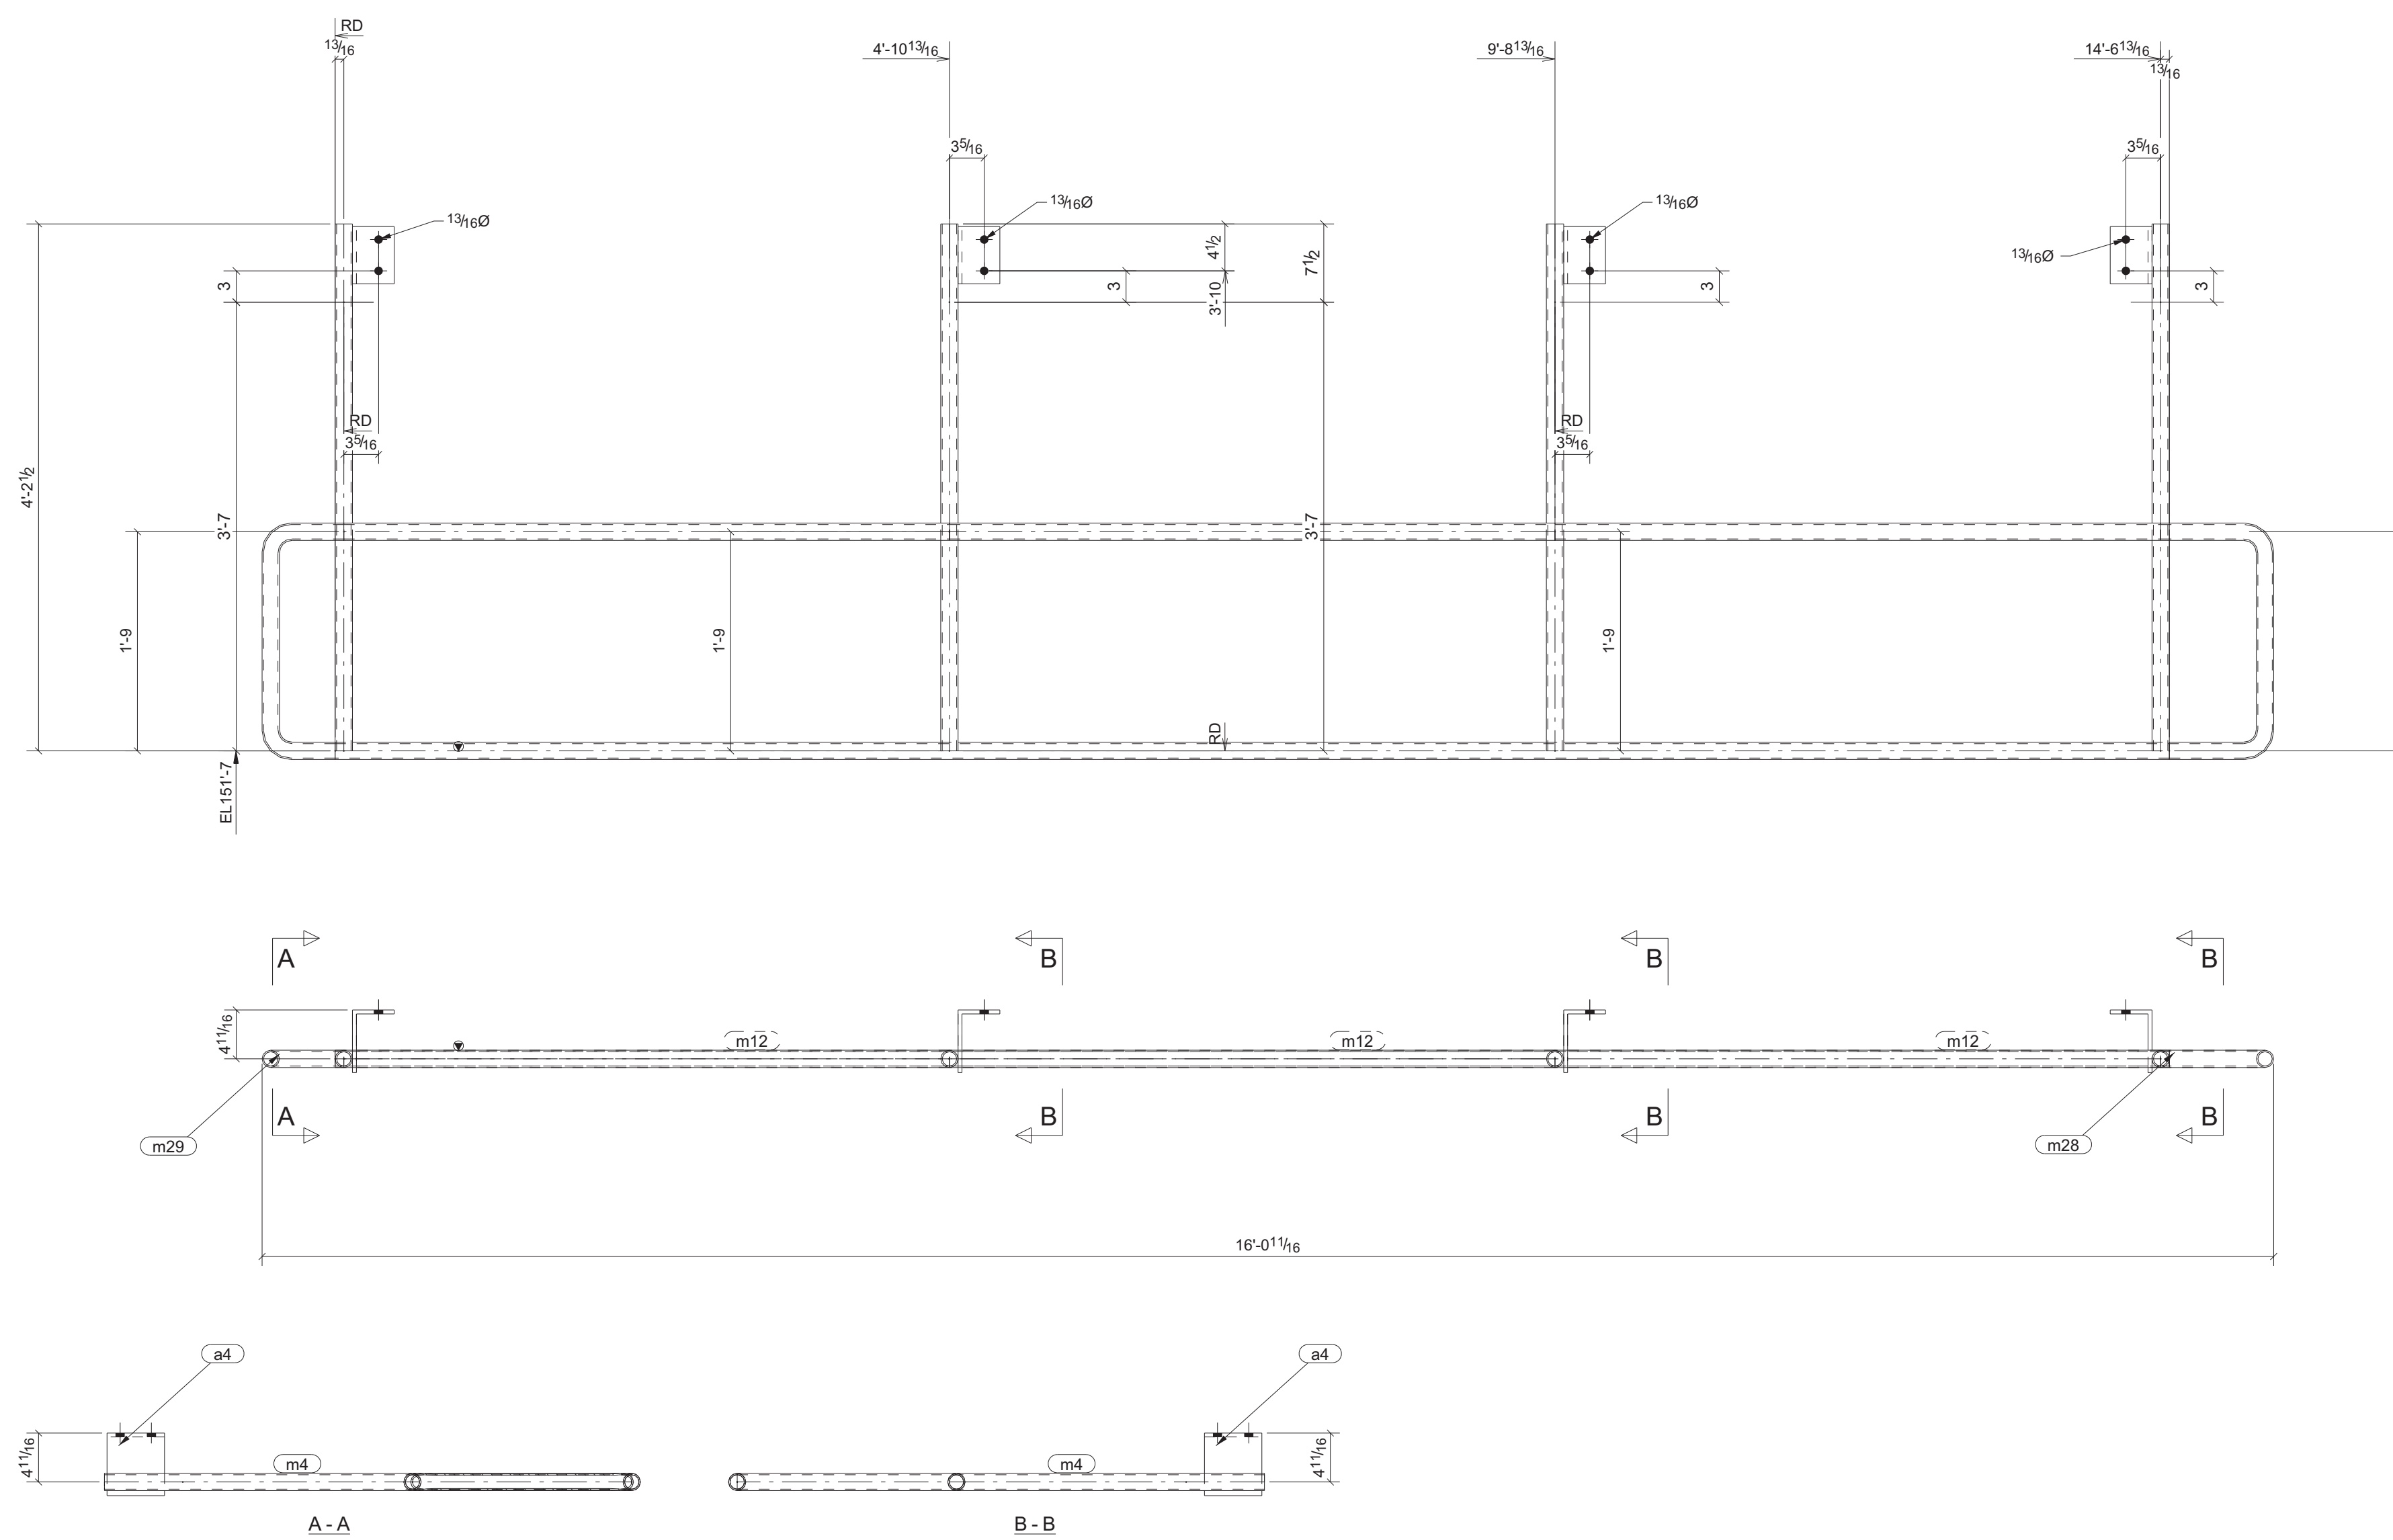 RD
13/16
4'-10 13/16
9'-8 13/16
14'-6 13/16
13/16
3 5/16
3 5/16
13/16Ø
13/16Ø
13/16Ø
13/16Ø
4 1/2
7 1/2
3
3
3'-10
3
3
RD
3 5/16
RD
3 5/16
4'-2 1/2
3'-7
3'-7
1'-9
1'-9
1'-9
RD
EL151'-7
A
B
B
B
4 11/16
m12
m12
m12
A
B
B
B
m29
m28
16'-0 11/16
a4
a4
4 11/16
m4
m4
4 11/16
A - A
B - B